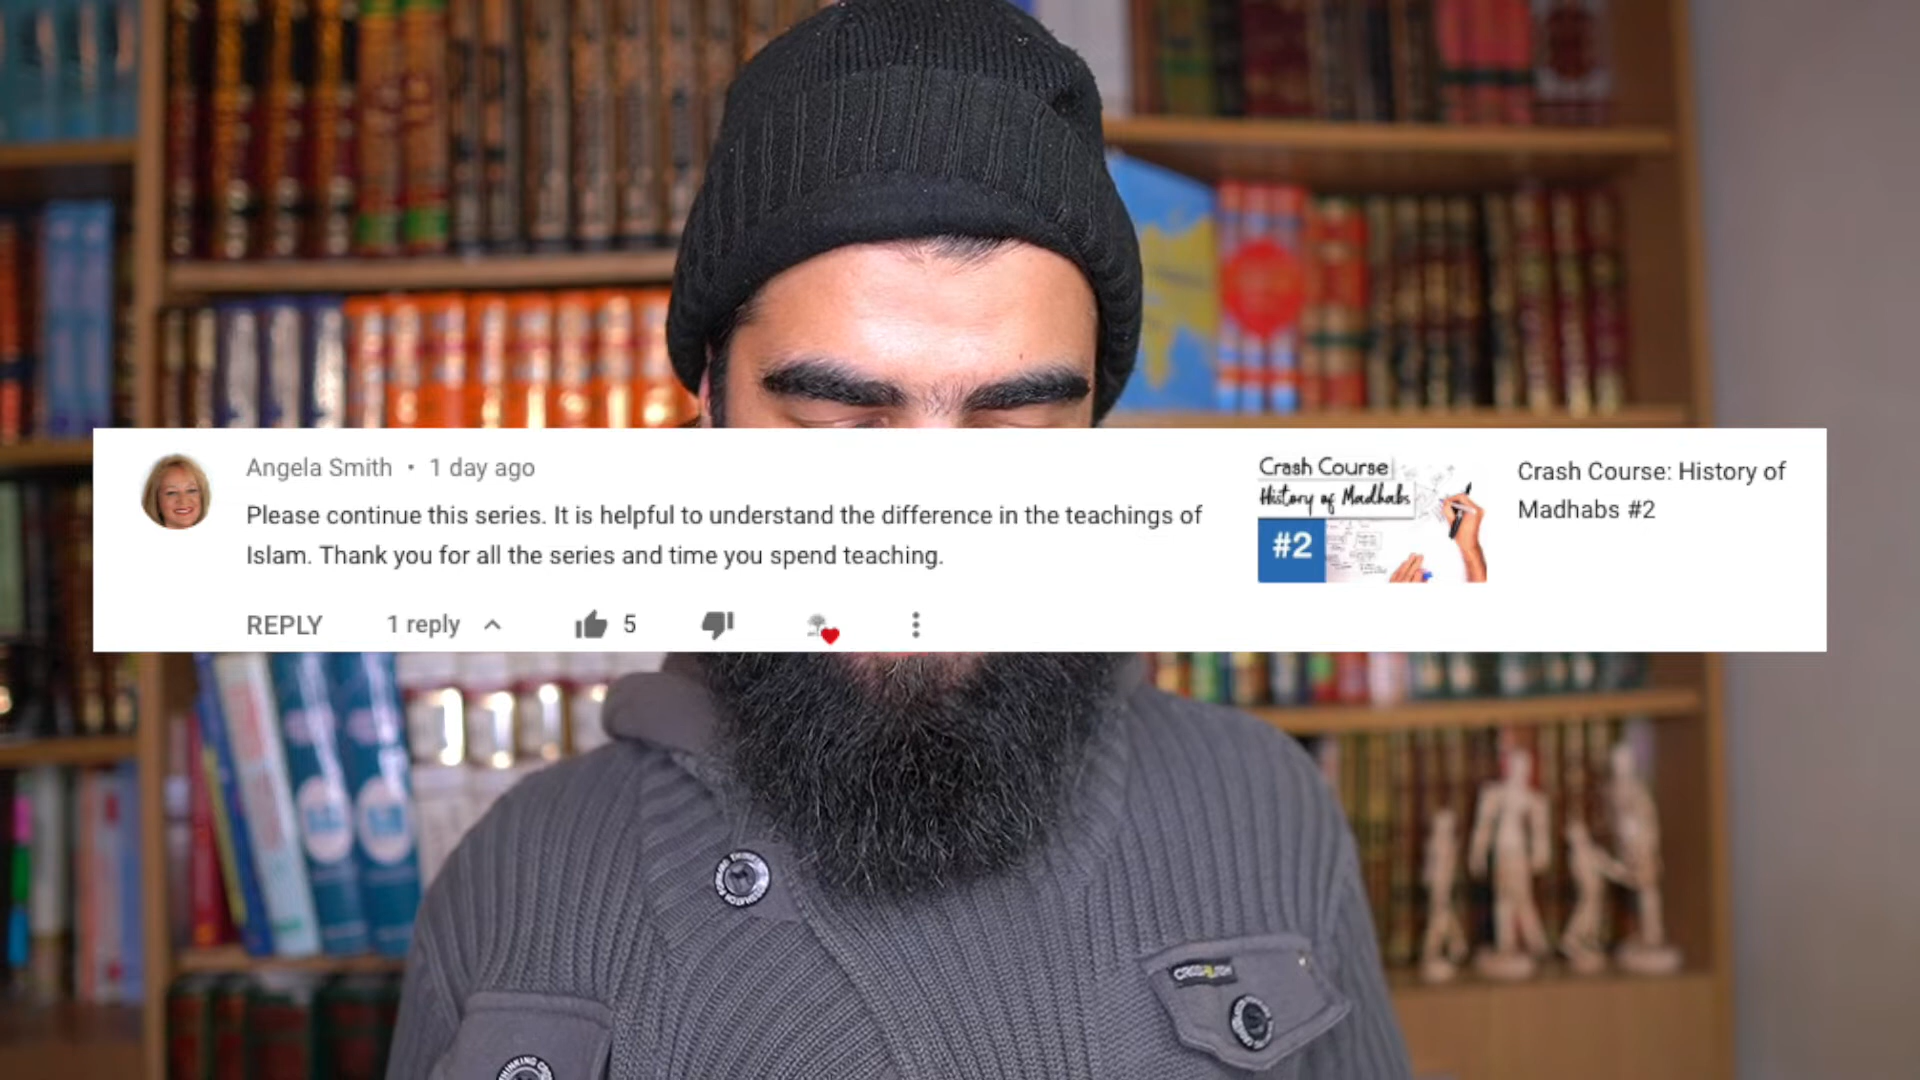 Angela Smith • 1 day ago
Please continue this series. It is helpful to understand the difference in the teachings of
Islam. Thank you for all the series and time you spend teaching.
REPLY 1 reply 5
Crash Course
History of Madhabs
#2
Crash Course: History of
Madhabs #2